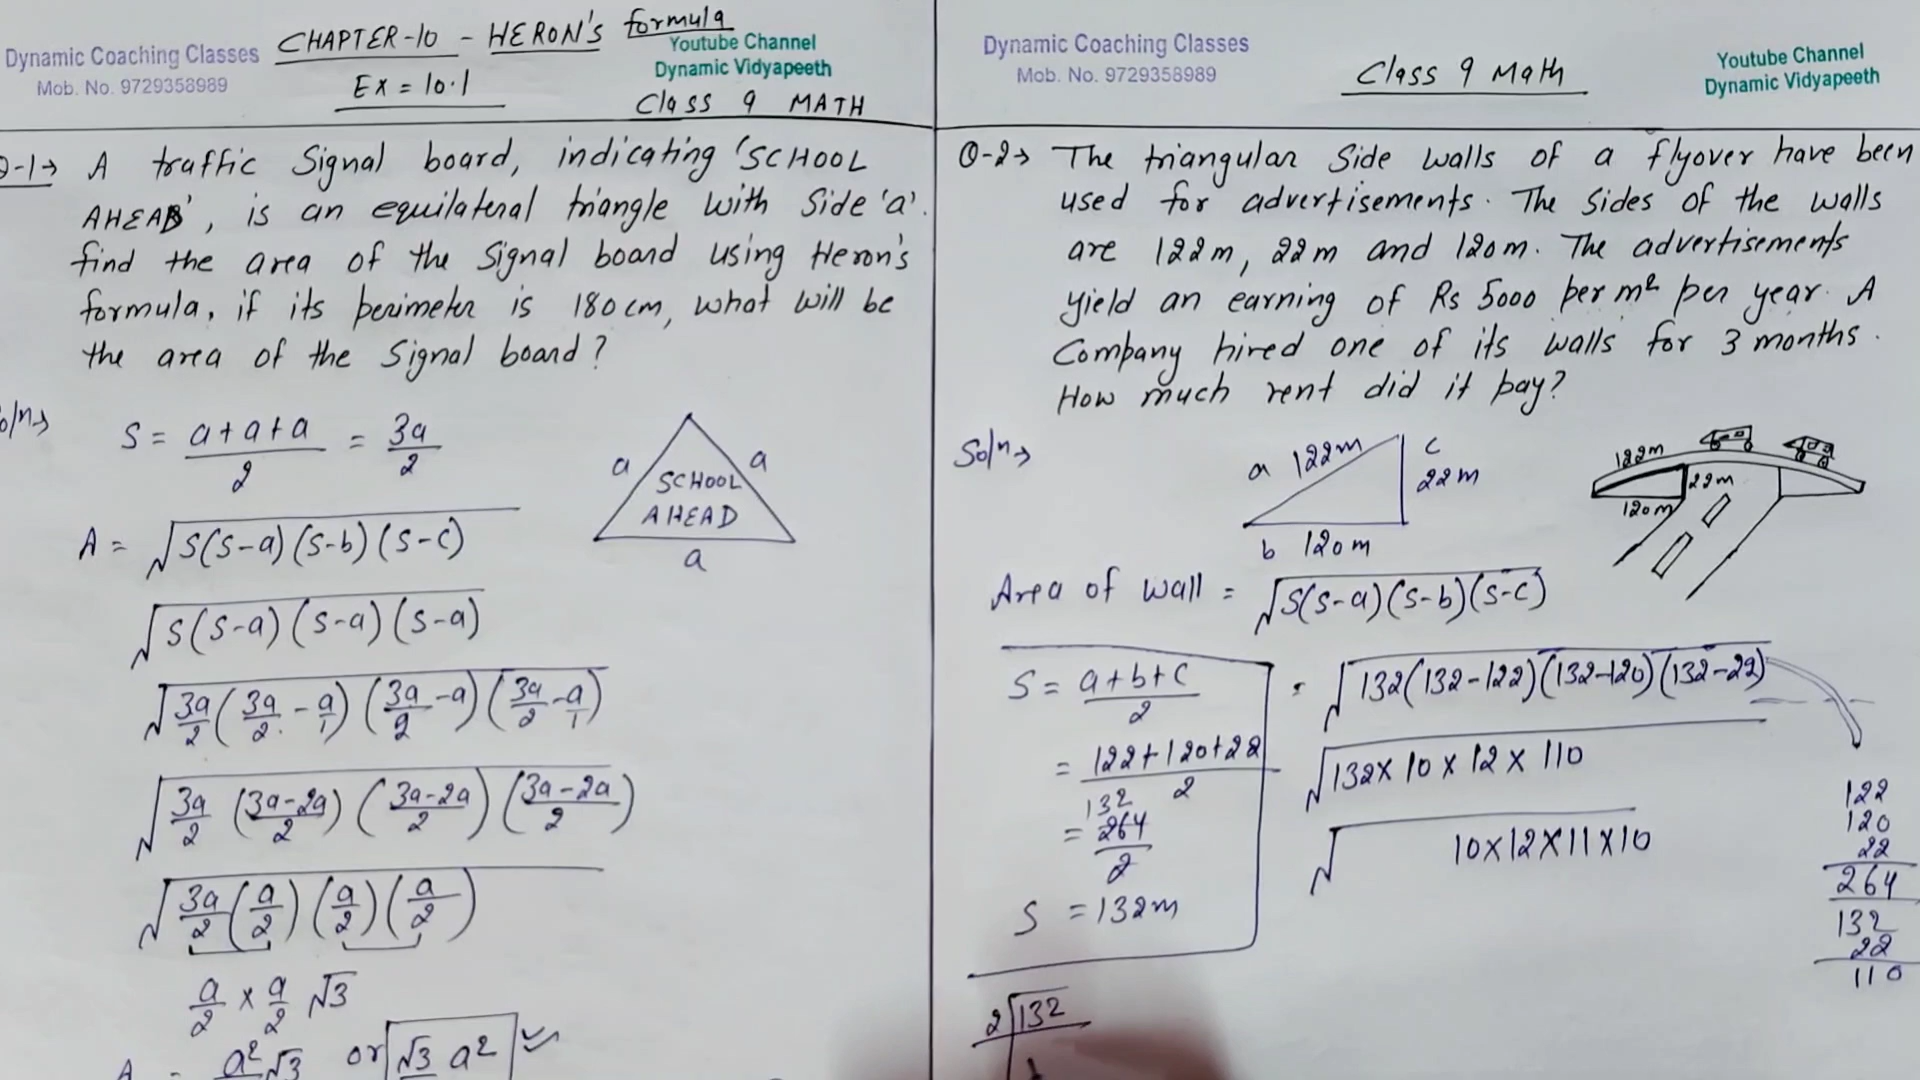 Dynamic Coaching Classes
Mob. No. 9729358989
CHAPTER-10 - HERON's formula
Ex = 10.1
Youtube Channel
Dynamic Vidyapeeth
Class 9 MATH
Q-1→ A traffic Signal board, indicating 'SCHOOL
AHEAD', is an equilateral triangle with Side 'a'.
find the area of the Signal board using Heron's
formula, if its perimeter is 180 cm, what will be
the area of the Signal board?
Soln→
S = (a+a+a)/2 = 3a/2
a
a
SCHOOL
AHEAD
a
A = √S(S-a)(S-b)(S-c)
√S(S-a)(S-a)(S-a)
√3a/2(3a/2 - a/1)(3a/2 - a)(3a/2 - a/1)
√3a/2 (3a-2a)/2 (3a-2a)/2 (3a-2a)/2
√3a/2(a/2)(a/2)(a/2)
a/2 × a/2 √3
a²√3 or √3 a²
Dynamic Coaching Classes
Mob. No. 9729358989
Class 9 Math
Youtube Channel
Dynamic Vidyapeeth
Q-2→ The triangular Side walls of a flyover have been
used for advertisements. The sides of the walls
are 122m, 22m and 120m. The advertisements
yield an earning of Rs 5000 per m² per year. A
Company hired one of its walls for 3 months.
How much rent did it pay?
Soln→
a 122m
c
22m
b 120m
122m
22m
120m
Area of wall = √S(S-a)(S-b)(S-c)
S = (a+b+c)/2
= (122+120+22)/2
132
= 264/2
S = 132m
= √132(132-122)(132-120)(132-22)
√132×10×12×110
√ 10×12×11×10
122
120
22
264
132
22
110
2 132